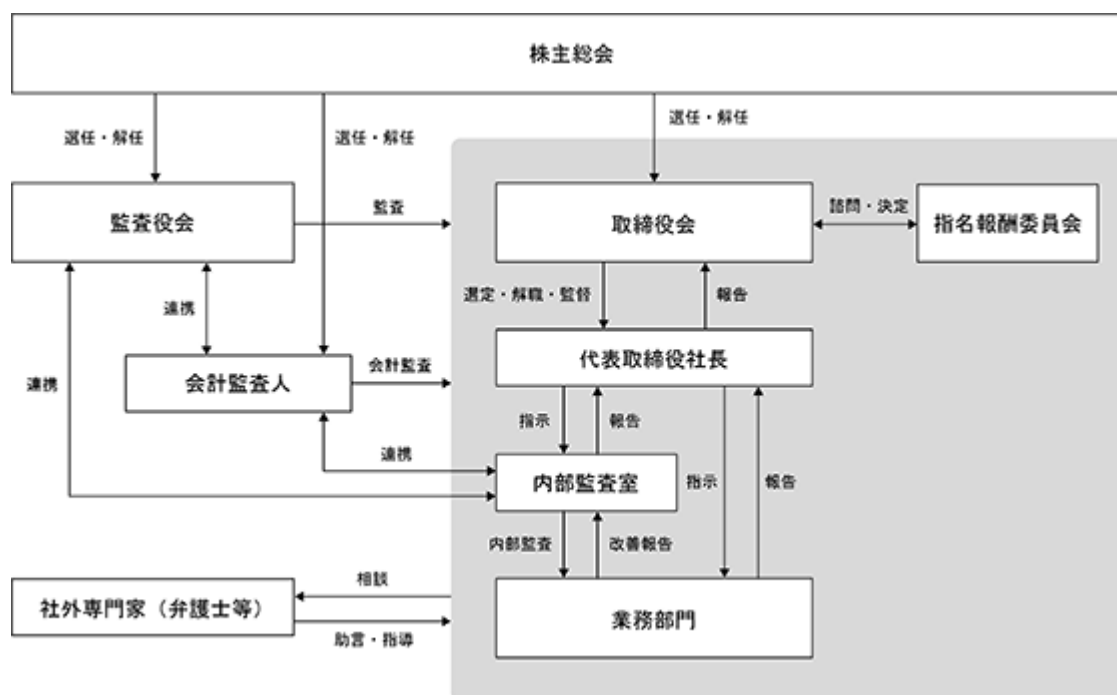 株主総会
選任・解任
選任・解任
選任・解任
監査役会
監査
取締役会
諮問・決定
指名報酬委員会
連携
選定・解職・監督
報告
会計監査人
会計監査
代表取締役社長
連携
指示
報告
連携
内部監査室
指示
報告
内部監査
改善報告
相談
社外専門家（弁護士等）
助言・指導
業務部門